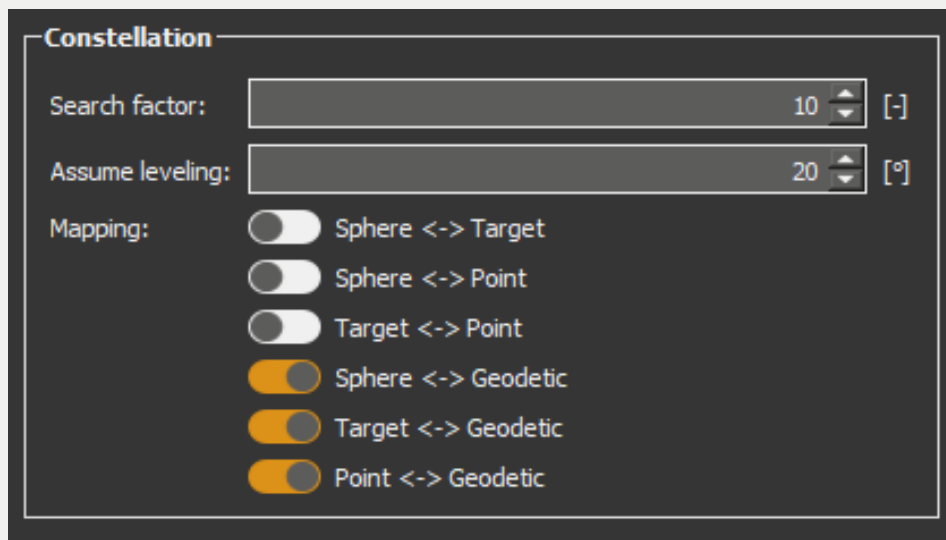 Constellation
Search factor: 10 [-]
Assume leveling: 20 [º]
Mapping: Sphere <-> Target
Sphere <-> Point
Target <-> Point
Sphere <-> Geodetic
Target <-> Geodetic
Point <-> Geodetic